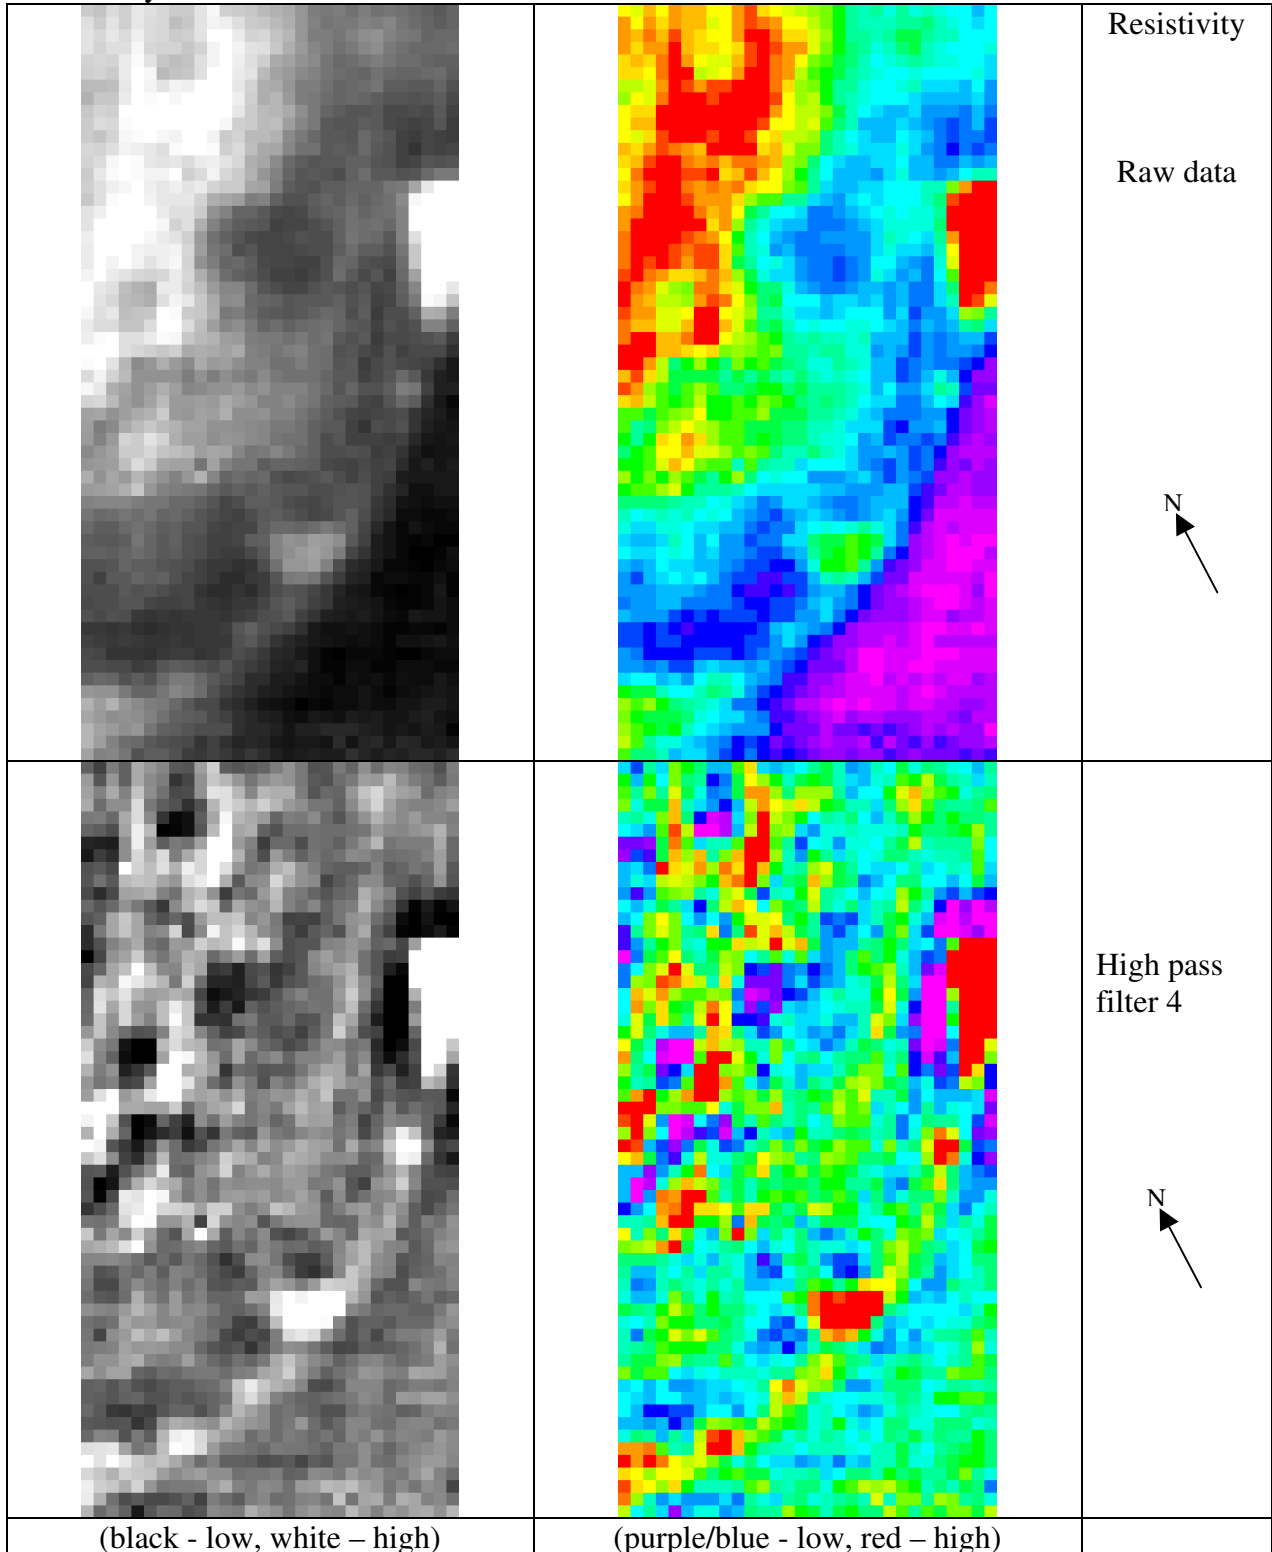 Resistivity
Raw data
N
High pass
filter 4
N
(black - low, white – high)
(purple/blue - low, red – high)